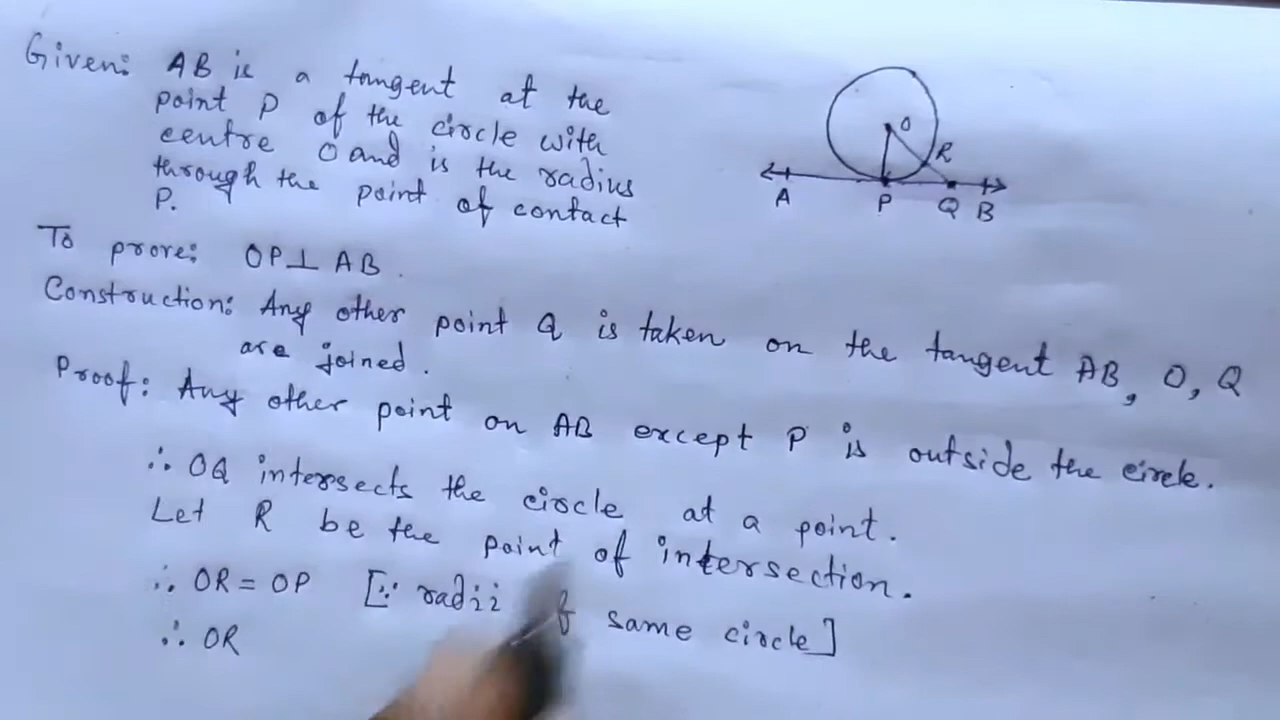 Given: AB is a tangent at the
point P of the circle with
centre O and is the radius
through the point of contact
P.
O
R
A
P
Q
B
To prove: OP⊥ AB.
Construction: Any other point Q is taken on the tangent AB, O, Q
are joined.
Proof: Any other point on AB except P is outside the circle.
∴ OQ intersects the circle at a point.
Let R be the point of intersection.
∴ OR = OP [∵ radii of same circle]
∴ OR